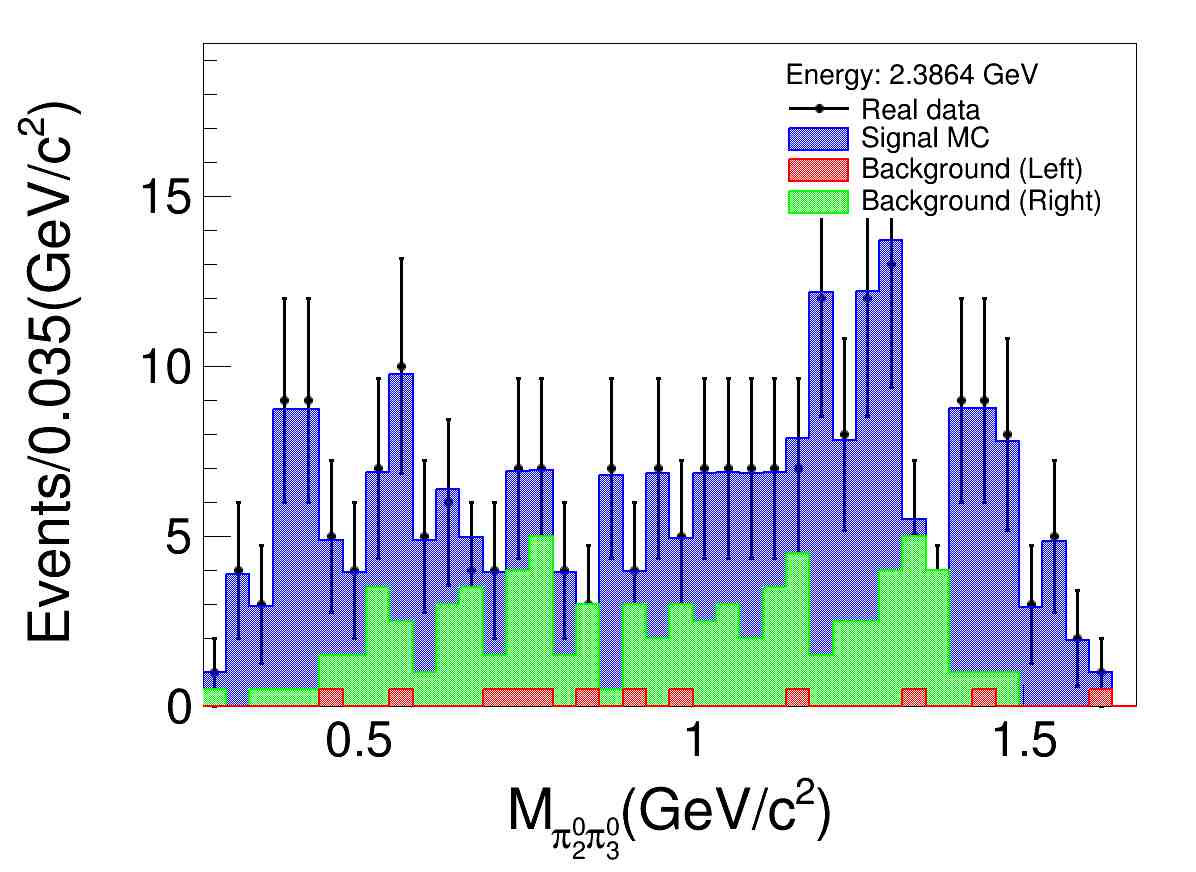 Energy: 2.3864 GeV
Real data
Signal MC
Background (Left)
Background (Right)
Events/0.035(GeV/c²)
15
10
5
0
0.5
1
1.5
M_{π⁰₂π⁰₃}(GeV/c²)